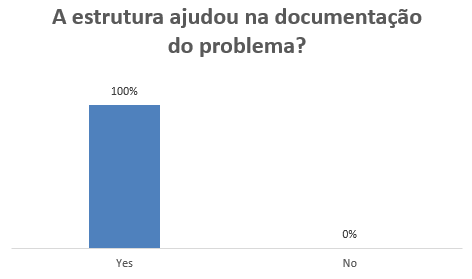 A estrutura ajudou na documentação
do problema?
100%
0%
Yes No